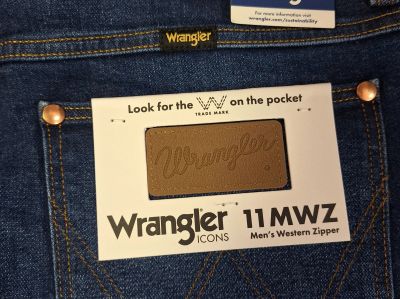 For more information visit
wrangler.com/sustainability
Wrangler
Look for the W on the pocket
TRADE MARK
Wrangler
Wrangler
ICONS
11MWZ
Men's Western Zipper